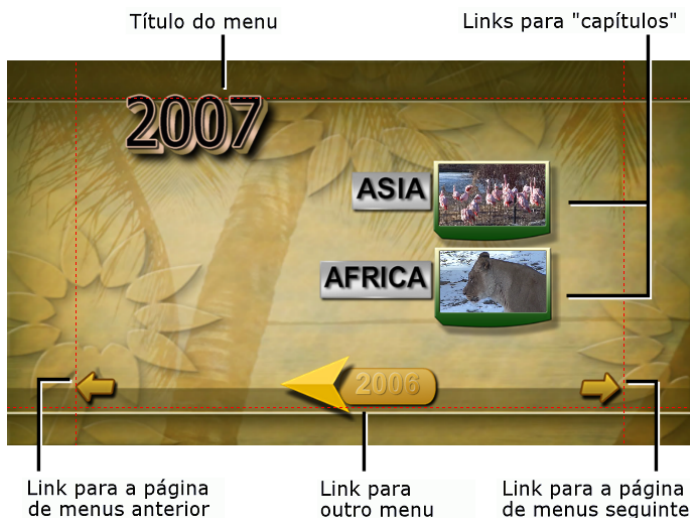 Título do menu
Links para "capítulos"
2007
ASIA
AFRICA
2006
Link para a página
de menus anterior
Link para
outro menu
Link para a página
de menus seguinte